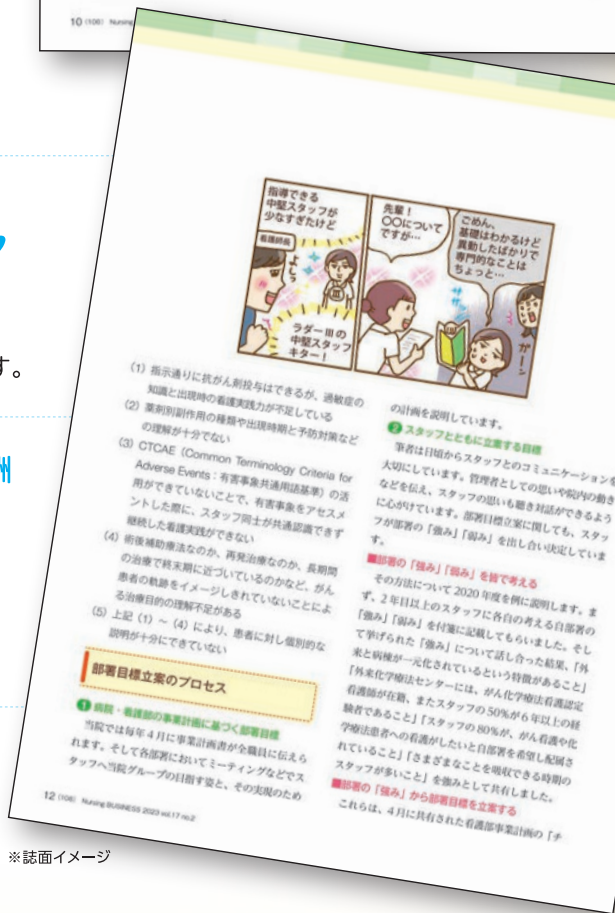 10 (106) Nursing
す。
指導できる
中堅スタッフが
少なすぎたけど
看護師長
よしっ
III
ラダーIIIの
中堅スタッフ
キター！
先輩！
〇〇について
ですが…
ごめん、
基礎はわかるけど
異動したばかりで
専門的なことは
ちょっと…
ガーン
(1) 指示通りに抗がん剤投与はできるが、過敏症の
知識と出現時の看護実践力が不足している
(2) 薬剤別副作用の種類や出現時期と予防対策など
の理解が十分でない
(3) CTCAE（Common Terminology Criteria for
Adverse Events：有害事象共通用語基準）の活
用ができていないことで、有害事象をアセスメ
ントした際に、スタッフ同士が共通認識できず
継続した看護実践ができない
(4) 術後補助療法なのか、再発治療なのか、長期間
の治療で終末期に近づいているのかなど、がん
患者の軌跡をイメージしきれていないことによ
る治療目的の理解不足がある
(5) 上記（1）～（4）により、患者に対し個別的な
説明が十分にできていない
部署目標立案のプロセス
❶ 病院・看護部の事業計画に基づく部署目標
当院では毎年4月に事業計画書が全職員に伝えら
れます。そして各部署においてミーティングなどでス
タッフへ当院グループの目指す姿と、その実現のため
の計画を説明しています。
❷ スタッフとともに立案する目標
筆者は日頃からスタッフとのコミュニケーションを
大切にしています。管理者としての思いや院内の動き
などを伝え、スタッフの思いも聴き対話ができるよう
に心がけています。部署目標立案に関しても、スタッ
フが部署の「強み」「弱み」を出し合い決定していま
す。
■部署の「強み」「弱み」を皆で考える
その方法について2020年度を例に説明します。ま
ず、2年目以上のスタッフに各自の考える自部署の
「強み」「弱み」を付箋に記載してもらいました。そし
て挙げられた「強み」について話し合った結果、「外
来と病棟が一元化されているという特徴があること」
「外来化学療法センターには、がん化学療法看護認定
看護師が在籍、またスタッフの50％が6年以上の経
験者であること」「スタッフの80％が、がん看護や化
学療法患者への看護がしたいと自部署を希望し配属さ
れていること」「さまざまなことを吸収できる時期の
スタッフが多いこと」を強みとして共有しました。
■部署の「強み」から部署目標を立案する
これらは、4月に共有された看護部事業計画の「チ
12 (108) Nursing BUSINESS 2023 vol.17 no.2
※誌面イメージ